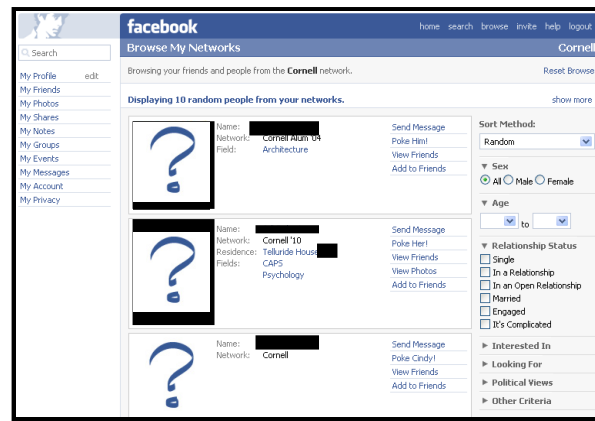 facebook
home search browse invite help logout
Search
Browse My Networks
Cornell
Browsing your friends and people from the Cornell network.
Reset Browse
My Profile edit
My Friends
My Photos
My Shares
My Notes
My Groups
My Events
My Messages
My Account
My Privacy
Displaying 10 random people from your networks.
show more
Name:
Network: Cornell Alum '04
Field: Architecture
Send Message
Poke Him!
View Friends
Add to Friends
Name:
Network: Cornell '10
Residence: Telluride House
Fields: CAPS
Psychology
Send Message
Poke Her!
View Friends
View Photos
Add to Friends
Name:
Network: Cornell
Send Message
Poke Cindy!
View Friends
Add to Friends
Sort Method:
Random
▼ Sex
All Male Female
▼ Age
to
▼ Relationship Status
Single
In a Relationship
In an Open Relationship
Married
Engaged
It's Complicated
▶ Interested In
▶ Looking For
▶ Political Views
▶ Other Criteria